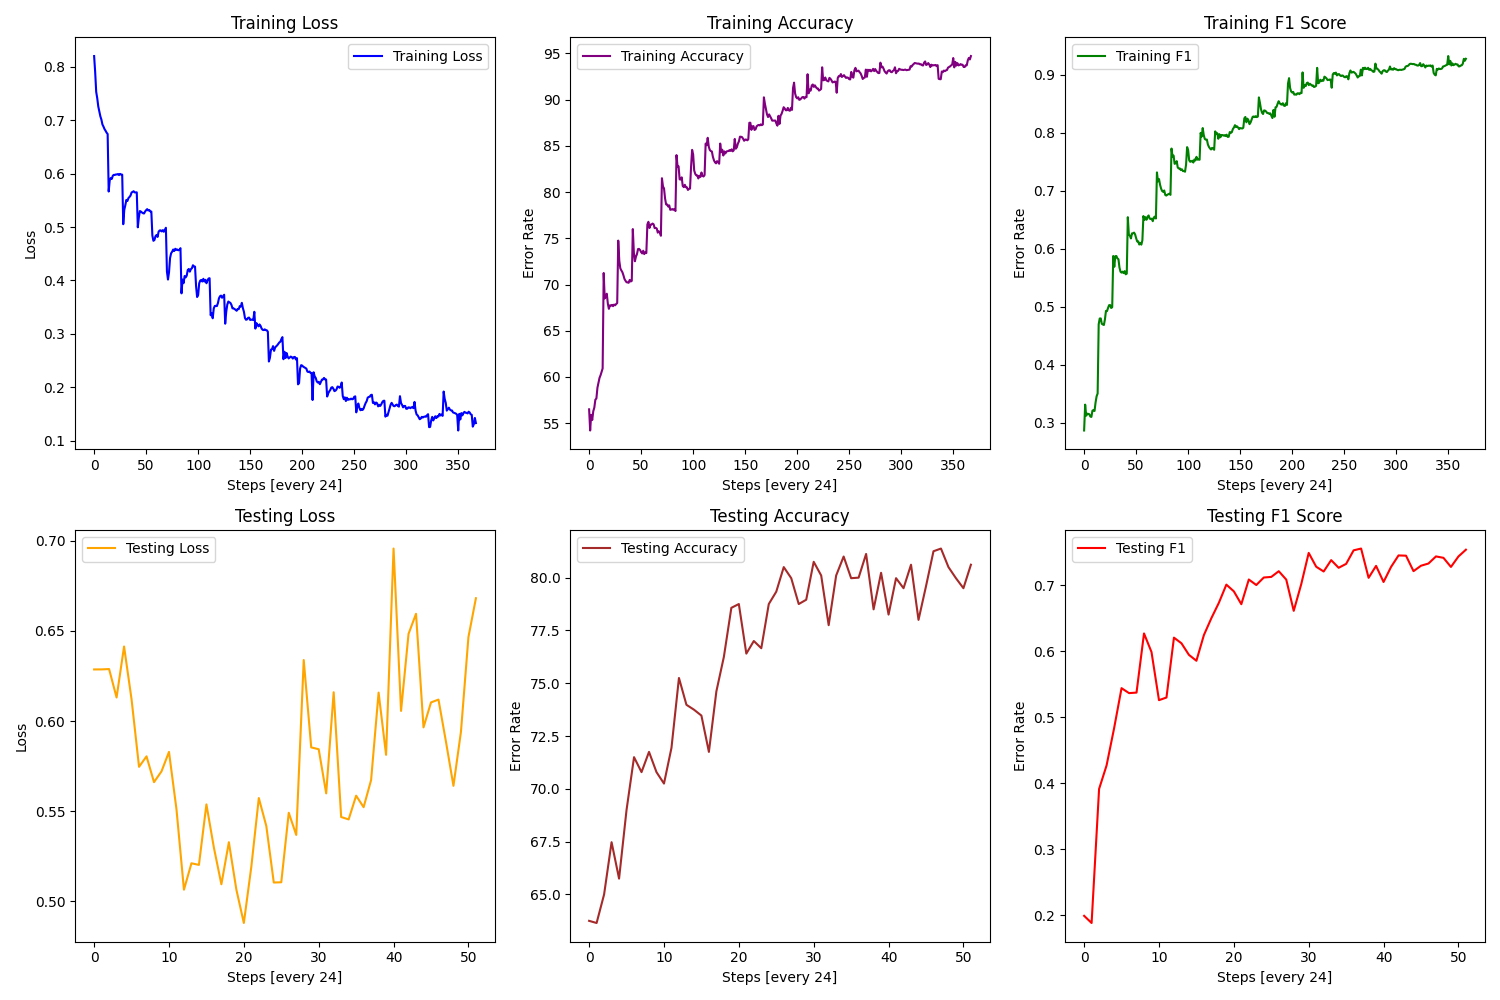 Training Loss
Training Loss
0.8
0.7
0.6
0.5
0.4
0.3
0.2
0.1
Loss
0 50 100 150 200 250 300 350
Steps [every 24]
Training Accuracy
Training Accuracy
95
90
85
80
75
70
65
60
55
Error Rate
0 50 100 150 200 250 300 350
Steps [every 24]
Training F1 Score
Training F1
0.9
0.8
0.7
0.6
0.5
0.4
0.3
Error Rate
0 50 100 150 200 250 300 350
Steps [every 24]
Testing Loss
Testing Loss
0.70
0.65
0.60
0.55
0.50
Loss
0 10 20 30 40 50
Steps [every 24]
Testing Accuracy
Testing Accuracy
80.0
77.5
75.0
72.5
70.0
67.5
65.0
Error Rate
0 10 20 30 40 50
Steps [every 24]
Testing F1 Score
Testing F1
0.7
0.6
0.5
0.4
0.3
0.2
Error Rate
0 10 20 30 40 50
Steps [every 24]